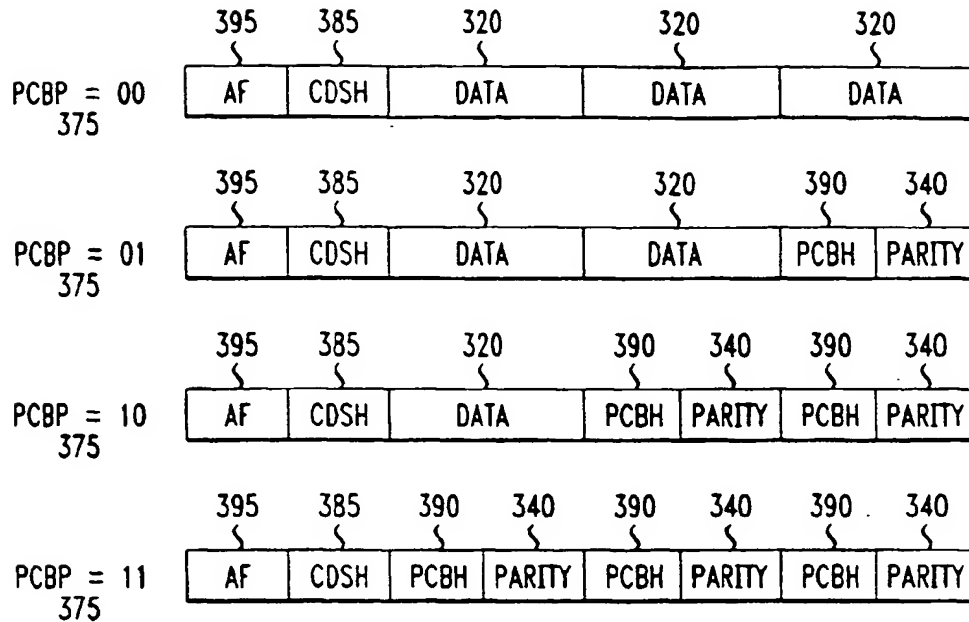 395 385 320 320 320
PCBP = 00 AF CDSH DATA DATA DATA
375
395 385 320 320 390 340
PCBP = 01 AF CDSH DATA DATA PCBH PARITY
375
395 385 320 390 340 390 340
PCBP = 10 AF CDSH DATA PCBH PARITY PCBH PARITY
375
395 385 390 340 390 340 390 340
PCBP = 11 AF CDSH PCBH PARITY PCBH PARITY PCBH PARITY
375